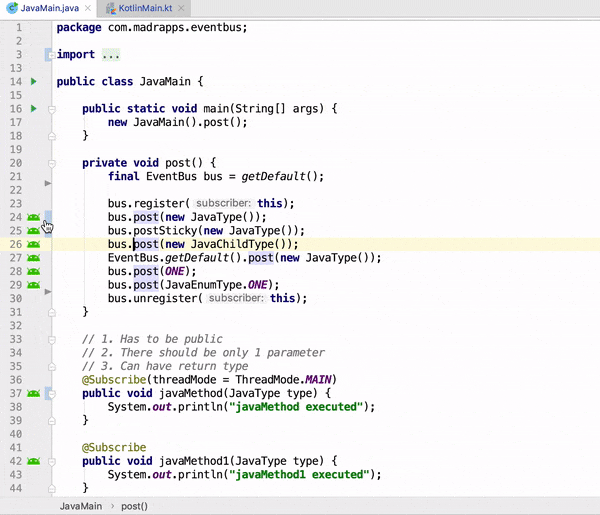 JavaMain.java × KotlinMain.kt ×
1 package com.madrapps.eventbus;
2
3 import ...
13
14 public class JavaMain {
15
16 public static void main(String[] args) {
17 new JavaMain().post();
18 }
19
20 private void post() {
21 final EventBus bus = getDefault();
22
23 bus.register( subscriber: this);
24 bus.post(new JavaType());
25 bus.postSticky(new JavaType());
26 bus.post(new JavaChildType());
27 EventBus.getDefault().post(new JavaType());
28 bus.post(ONE);
29 bus.post(JavaEnumType.ONE);
30 bus.unregister( subscriber: this);
31 }
32
33 // 1. Has to be public
34 // 2. There should be only 1 parameter
35 // 3. Can have return type
36 @Subscribe(threadMode = ThreadMode.MAIN)
37 public void javaMethod(JavaType type) {
38 System.out.println("javaMethod executed");
39 }
40
41 @Subscribe
42 public void javaMethod1(JavaType type) {
43 System.out.println("javaMethod1 executed");
44 }
JavaMain › post()